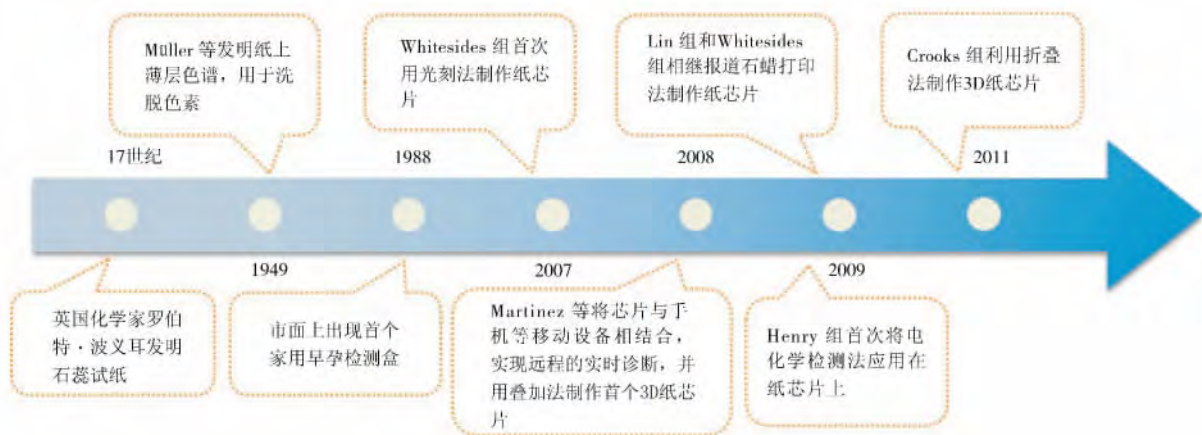 Müller 等发明纸上
薄层色谱，用于洗
脱色素
Whitesides 组首次
用光刻法制作纸芯
片
Lin 组和Whitesides
组相继报道石蜡打印
法制作纸芯片
Crooks 组利用折叠
法制作3D纸芯片
17世纪
1988
2008
2011
1949
2007
2009
英国化学家罗伯
特·波义耳发明
石蕊试纸
市面上出现首个
家用早孕检测盒
Martinez 等将芯片与手
机等移动设备相结合，
实现远程的实时诊断，并
用叠加法制作首个3D纸芯
片
Henry 组首次将电
化学检测法应用在
纸芯片上